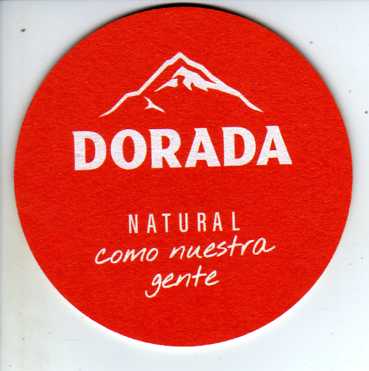 DORADA
NATURAL
como nuestra
gente